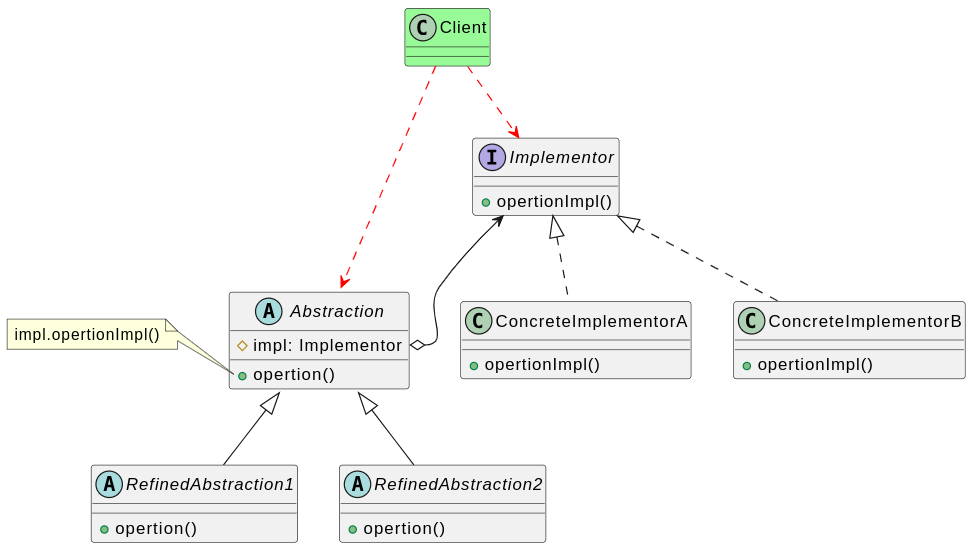 C Client
I Implementor
opertionImpl()
A Abstraction
impl: Implementor
opertion()
impl.opertionImpl()
C ConcreteImplementorA
opertionImpl()
C ConcreteImplementorB
opertionImpl()
A RefinedAbstraction1
opertion()
A RefinedAbstraction2
opertion()